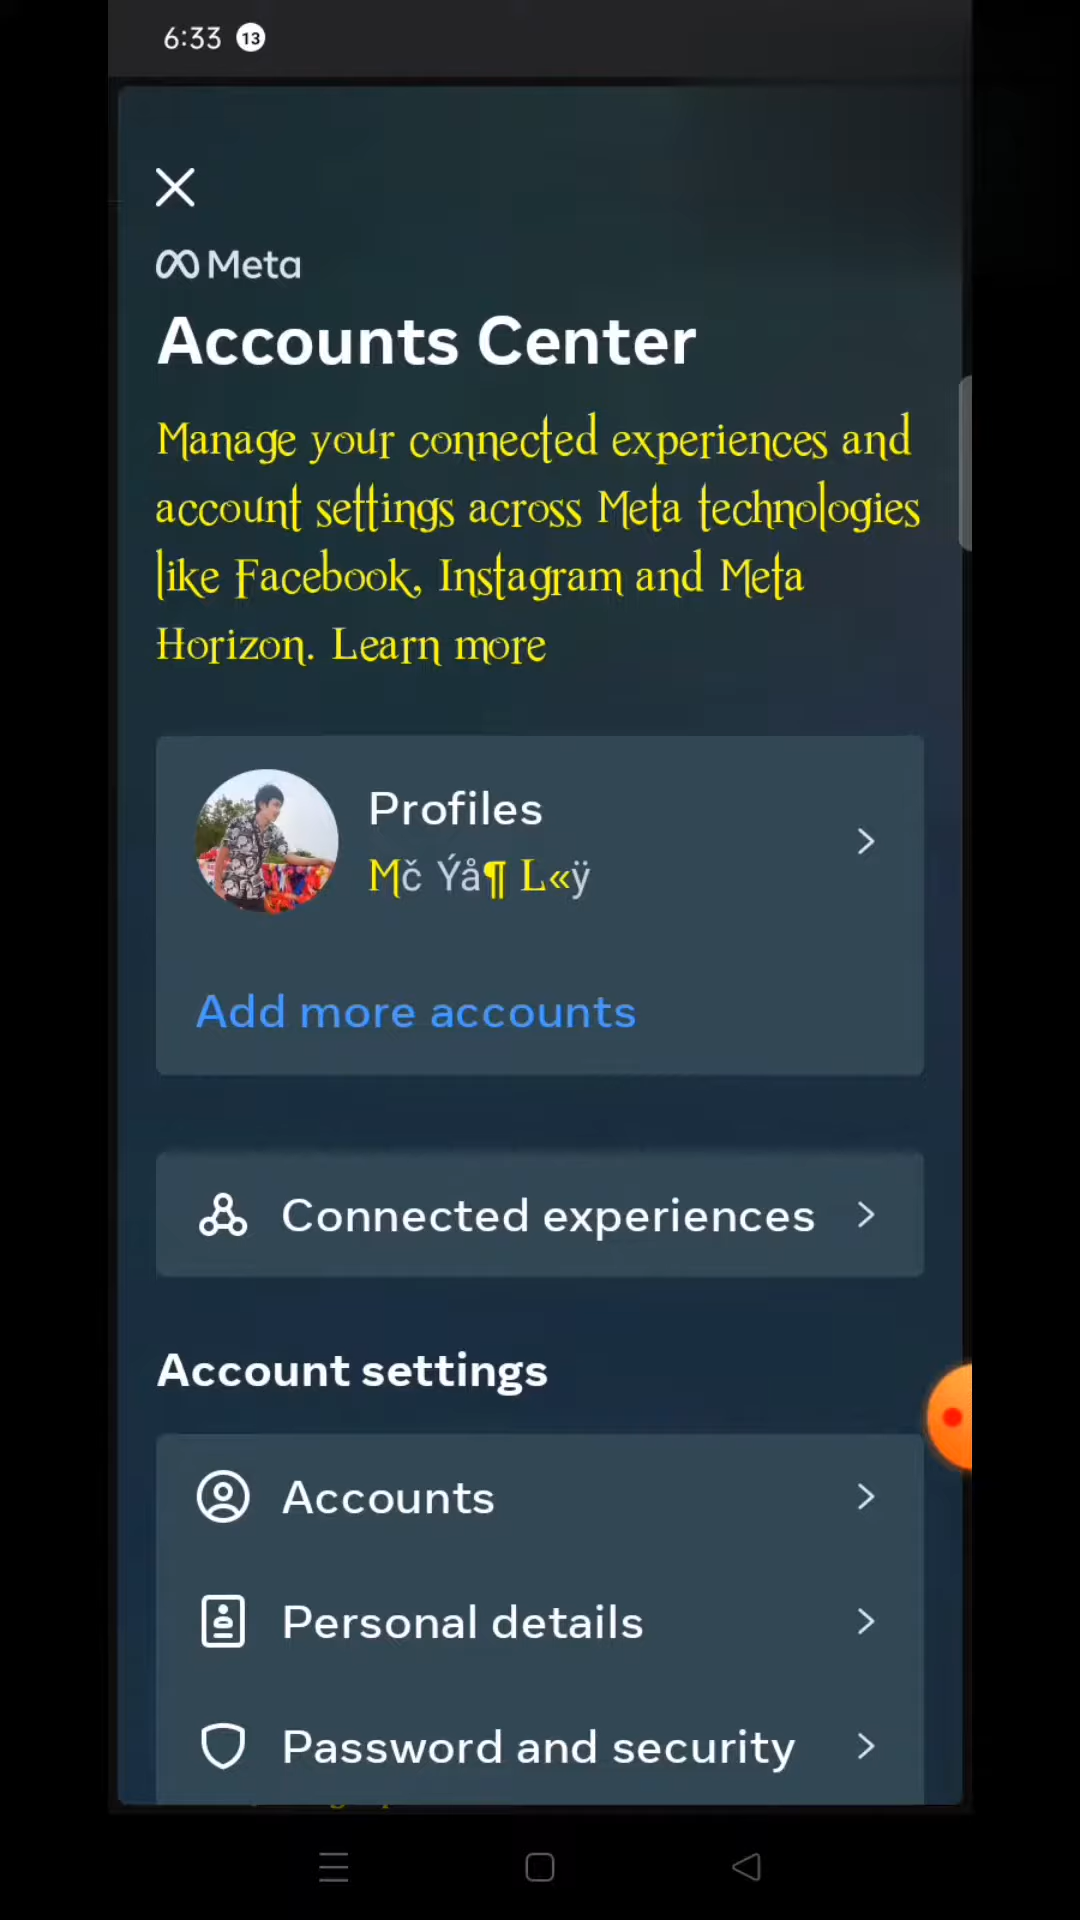 6:33 13
Meta
Accounts Center
Manage your connected experiences and
account settings across Meta technologies
like Facebook, Instagram and Meta
Horizon. Learn more
Profiles
Mč Ýå¶ L«ÿ
Add more accounts
Connected experiences
Account settings
Accounts
Personal details
Password and security